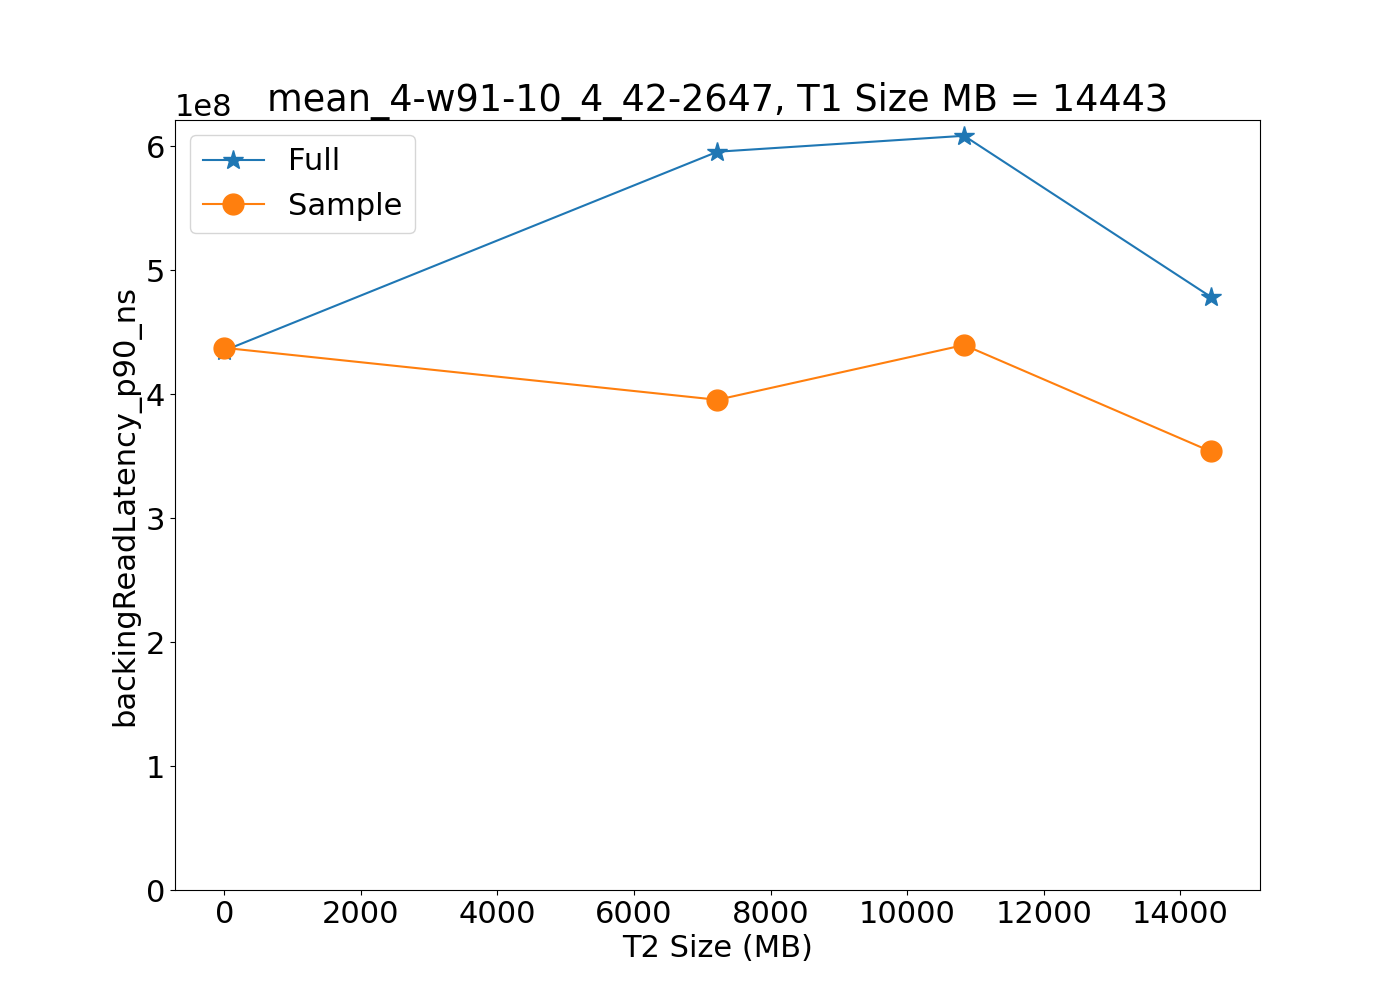 1e8
mean_4-w91-10_4_42-2647, T1 Size MB = 14443
Full
Sample
6
5
4
3
2
1
0
backingReadLatency_p90_ns
0 2000 4000 6000 8000 10000 12000 14000
T2 Size (MB)